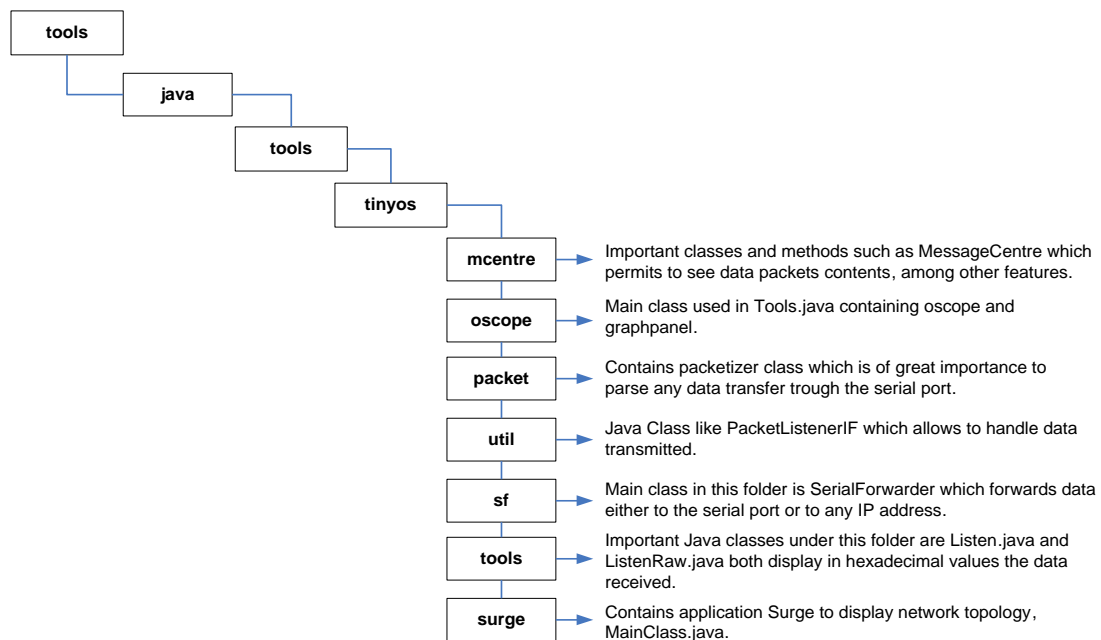 tools
java
tools
tinyos
mcentre
Important classes and methods such as MessageCentre which
permits to see data packets contents, among other features.
oscope
Main class used in Tools.java containing oscope and
graphpanel.
packet
Contains packetizer class which is of great importance to
parse any data transfer trough the serial port.
util
Java Class like PacketListenerIF which allows to handle data
transmitted.
sf
Main class in this folder is SerialForwarder which forwards data
either to the serial port or to any IP address.
tools
Important Java classes under this folder are Listen.java and
ListenRaw.java both display in hexadecimal values the data
received.
surge
Contains application Surge to display network topology,
MainClass.java.